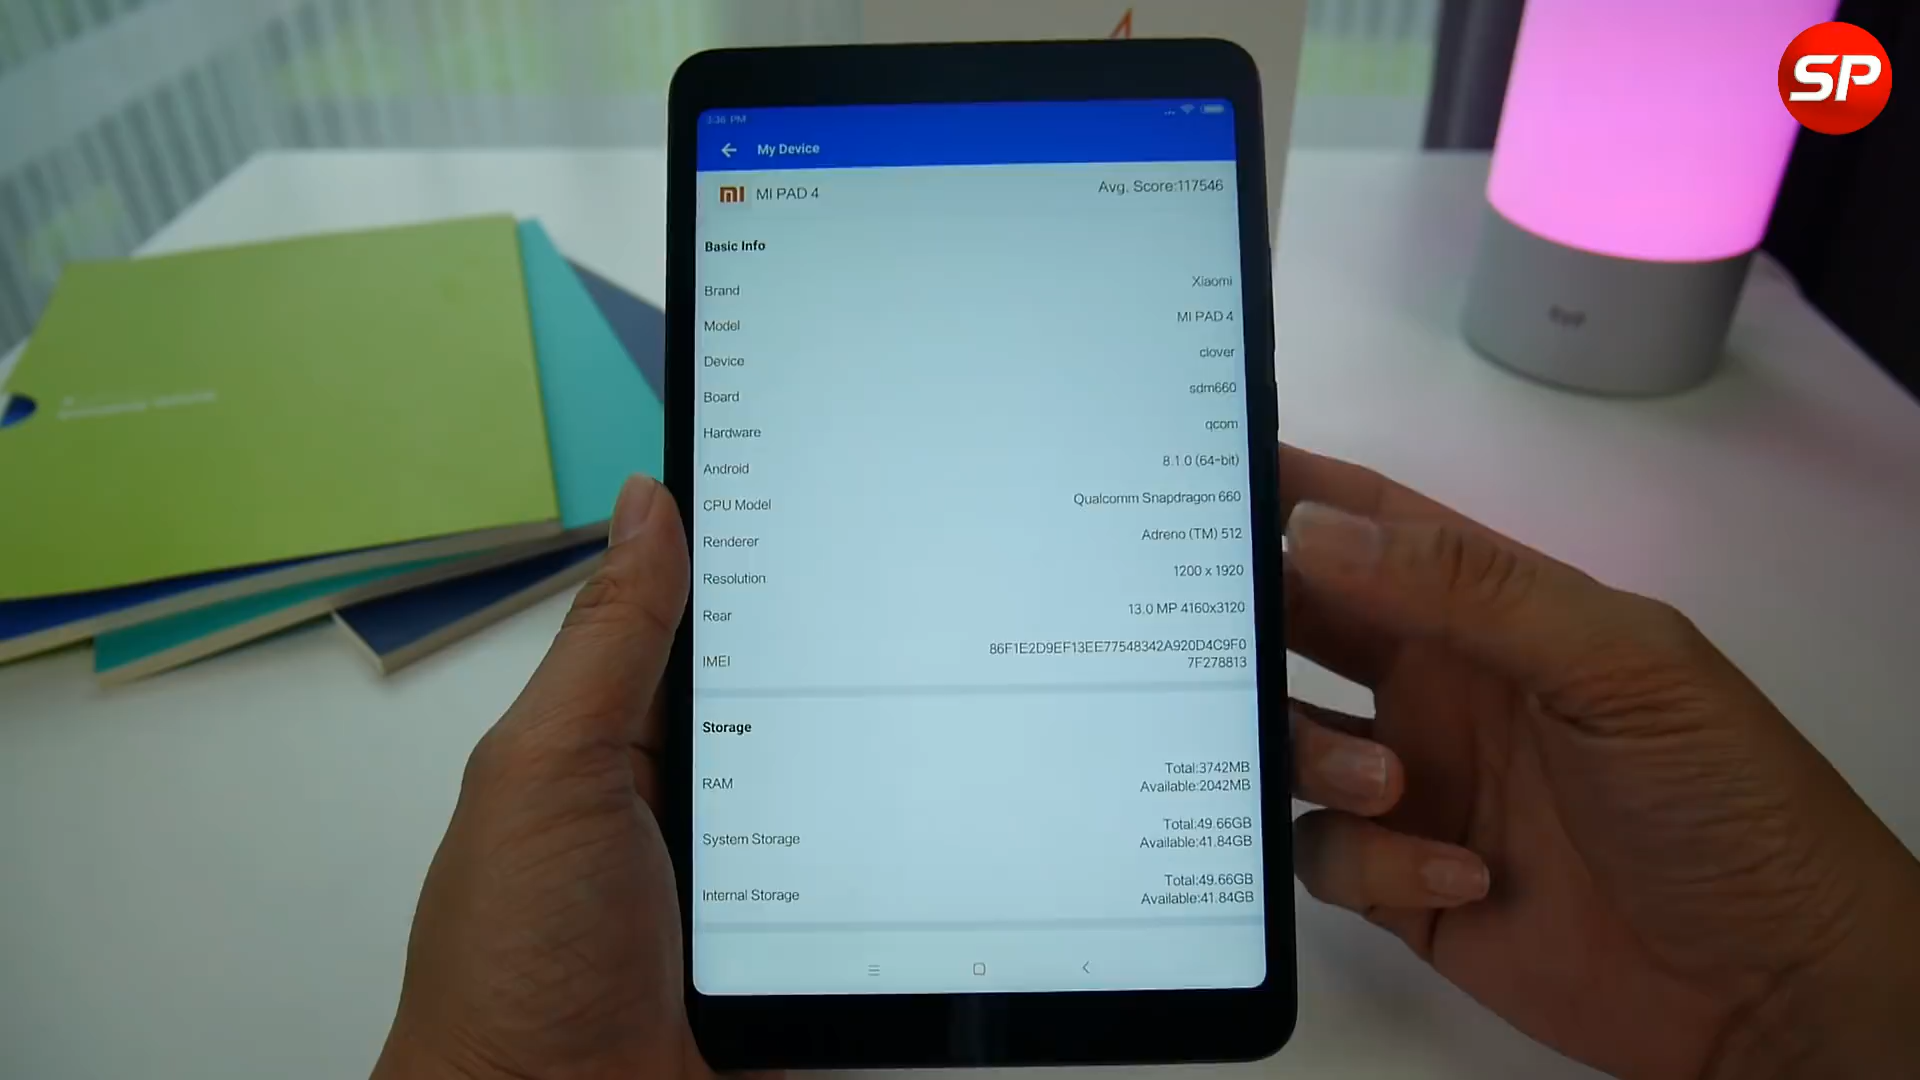 SP
3:36 PM
My Device
MI PAD 4
Avg. Score:117546
Basic Info
Brand
Xiaomi
Model
MI PAD 4
Device
clover
Board
sdm660
Hardware
qcom
Android
8.1.0 (64-bit)
CPU Model
Qualcomm Snapdragon 660
Renderer
Adreno (TM) 512
Resolution
1200 x 1920
Rear
13.0 MP 4160x3120
IMEI
86F1E2D9EF13EE77548342A920D4C9F0
7F278813
Storage
RAM
Total:3742MB
Available:2042MB
System Storage
Total:49.66GB
Available:41.84GB
Internal Storage
Total:49.66GB
Available:41.84GB
4